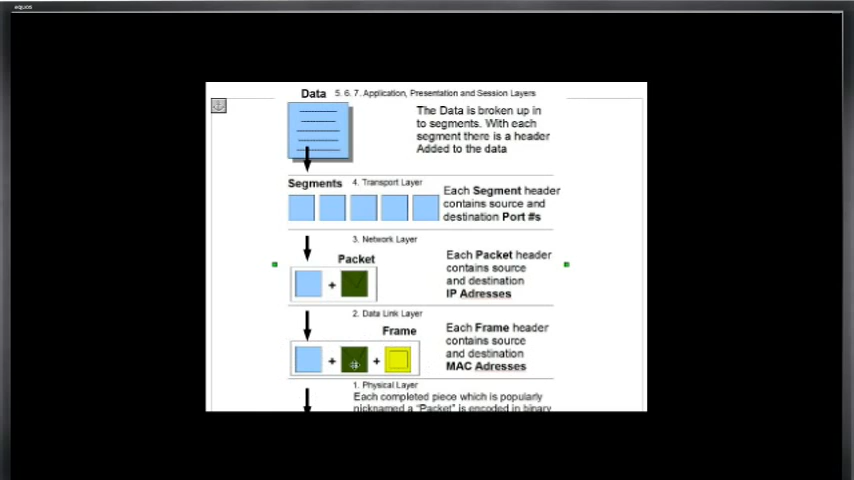 equos
Data 5. 6. 7. Application, Presentation and Session Layers
The Data is broken up in
to segments. With each
segment there is a header
Added to the data
Segments 4. Transport Layer
Each Segment header
contains source and
destination Port #s
3. Network Layer
Packet
Each Packet header
contains source
and destination
IP Adresses
+
2. Data Link Layer
Frame
Each Frame header
contains source
and destination
MAC Adresses
+ +
1. Physical Layer
Each completed piece which is popularly
nicknamed a "Packet" is encoded in binary